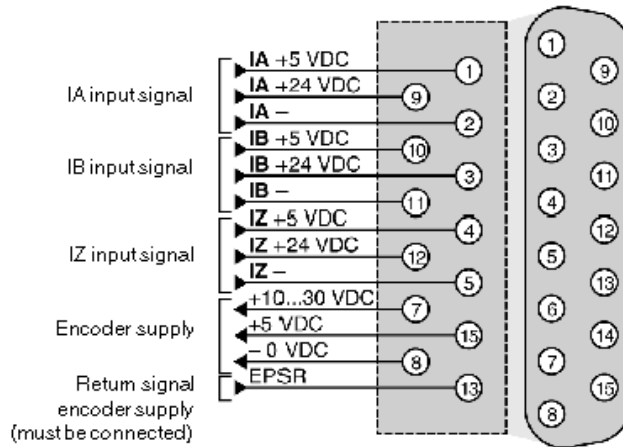 IA input signal
IA +5 VDC
1
IA +24 VDC
9
IA –
2
IB input signal
IB +5 VDC
10
IB +24 VDC
3
IB –
11
IZ input signal
IZ +5 VDC
4
IZ +24 VDC
12
IZ –
5
Encoder supply
+10...30 VDC
7
+5 VDC
15
– 0 VDC
8
Return signal
encoder supply
(must be connected)
EPSR
13
1
9
2
10
3
11
4
12
5
13
6
14
7
15
8